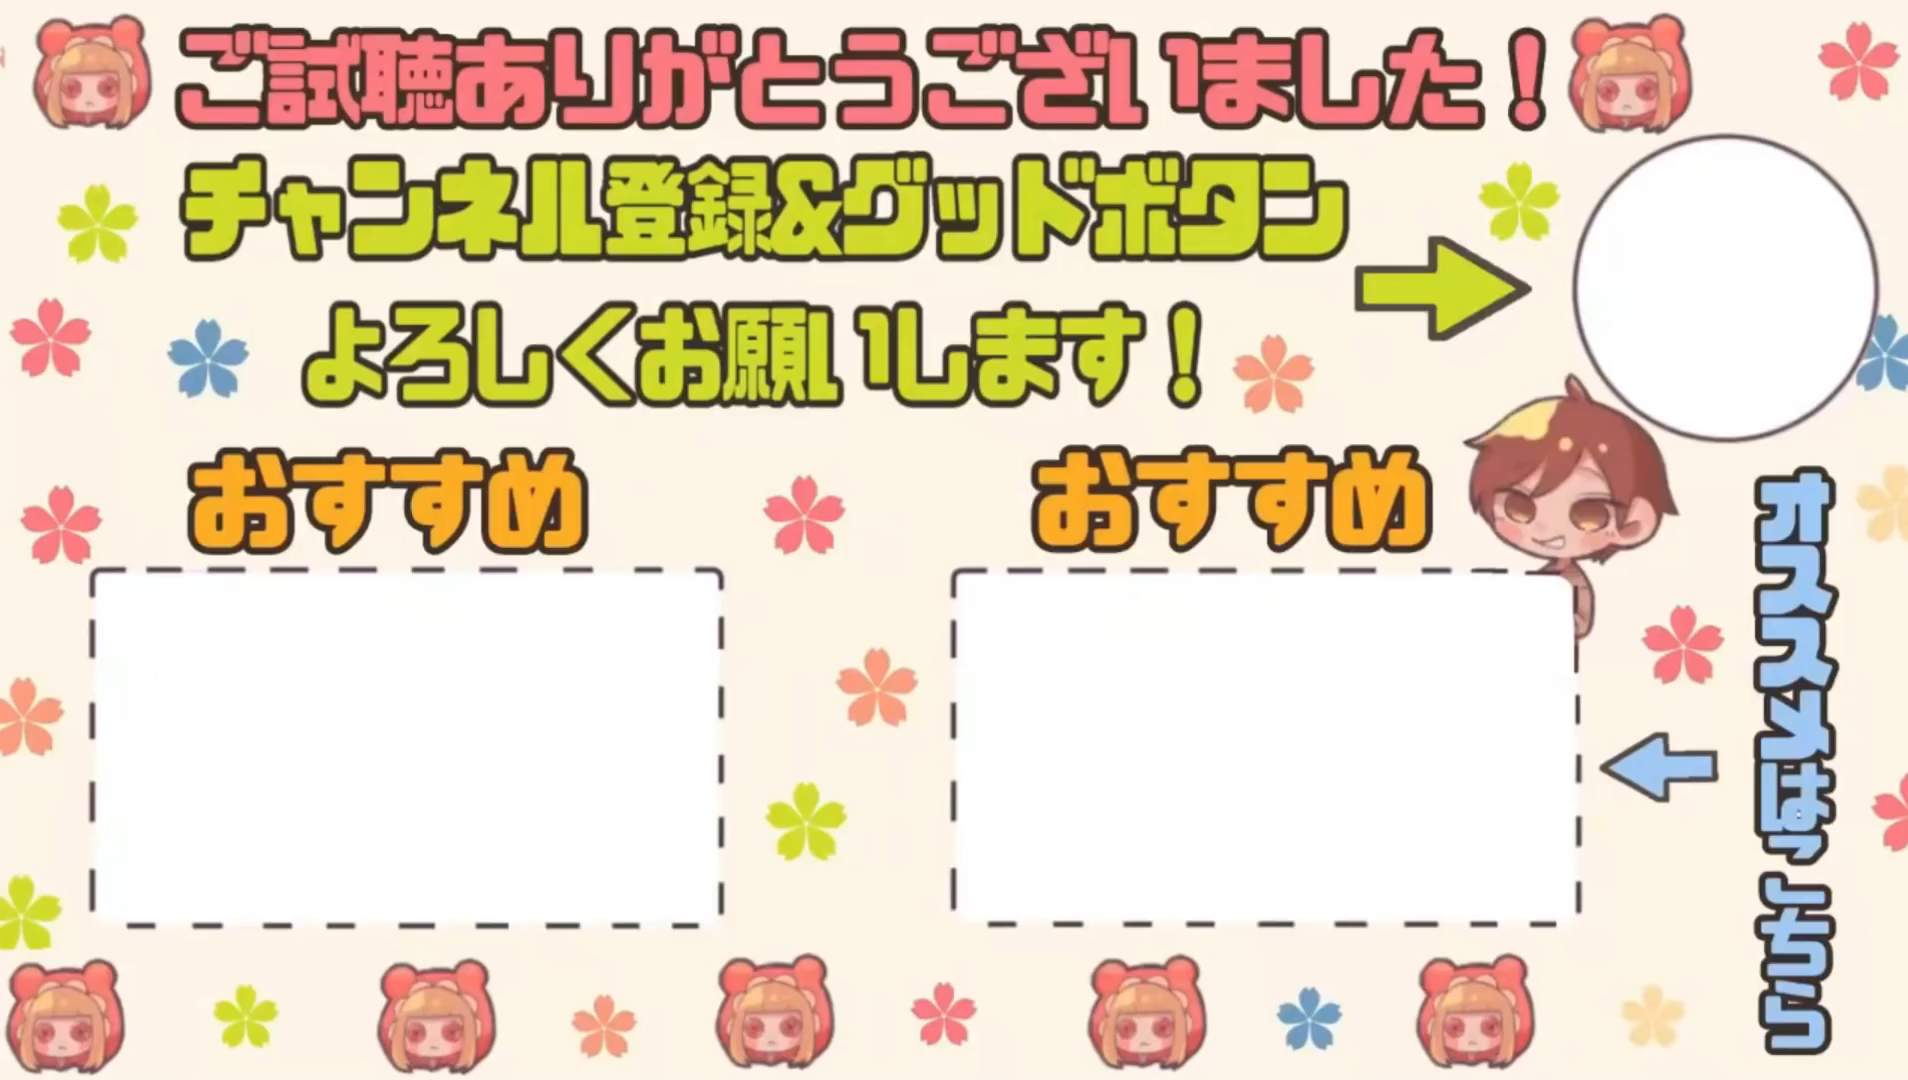 ご試聴ありがとうございました！
チャンネル登録&グッドボタン
よろしくお願いします！
おすすめ
おすすめ
オススメはこちら